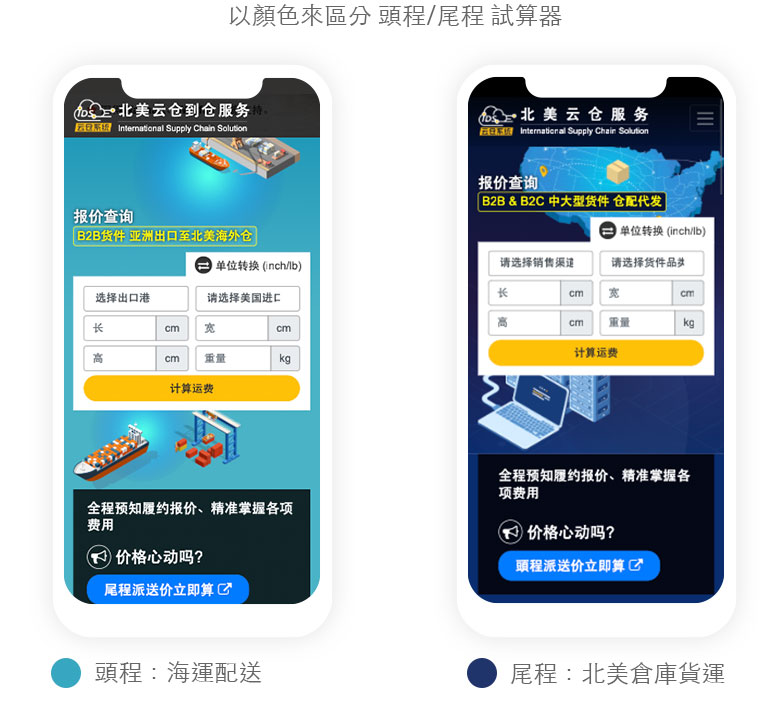 以顏色來區分 頭程/尾程 試算器
IDS
云仓系统
北美云仓到仓服务
International Supply Chain Solution
报价查询
B2B货件 亚洲出口至北美海外仓
单位转换 (inch/lb)
选择出口港
请选择美国进口
长 cm
宽 cm
高 cm
重量 kg
计算运费
全程预知履约报价、精准掌握各项
费用
价格心动吗?
尾程派送价立即算
頭程：海運配送
IDS
云仓系统
北美云仓服务
International Supply Chain Solution
报价查询
B2B & B2C 中大型货件 仓配代发
单位转换 (inch/lb)
请选择销售渠道
请选择货件品类
长 cm
宽 cm
高 cm
重量 kg
计算运费
全程预知履约报价、精准掌握各
项费用
价格心动吗?
頭程派送价立即算
尾程：北美倉庫貨運